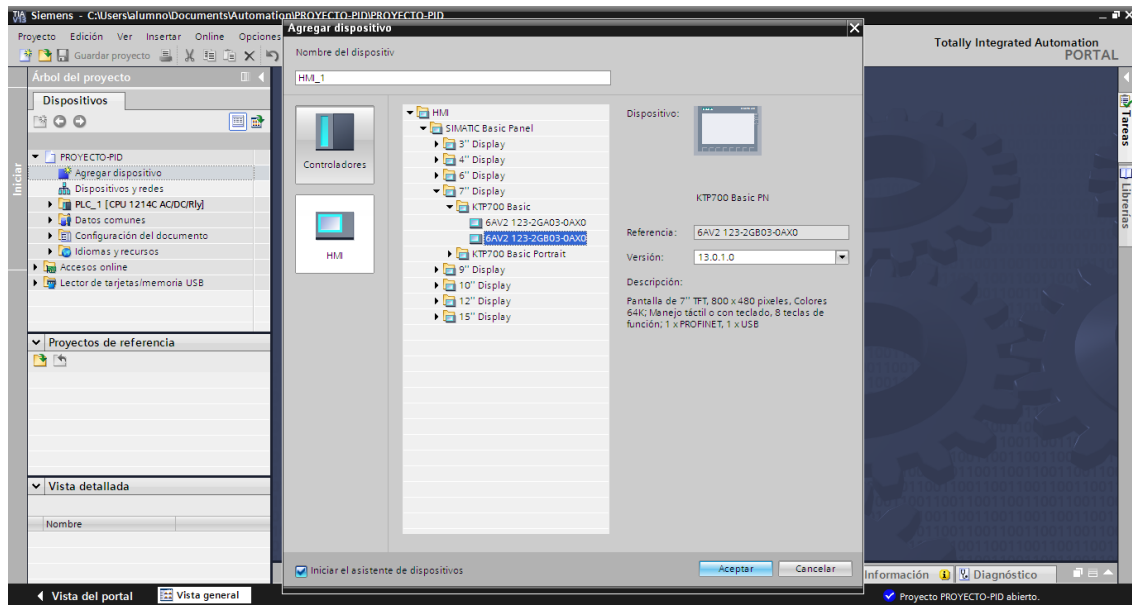 Siemens - C:\Users\alumno\Documents\Automation\PROYECTO-PID\PROYECTO-PID
Proyecto Edición Ver Insertar Online Opciones
Guardar proyecto
Totally Integrated Automation
PORTAL
Árbol del proyecto
Dispositivos
PROYECTO-PID
Agregar dispositivo
Dispositivos y redes
PLC_1 [CPU 1214C AC/DC/Rly]
Datos comunes
Configuración del documento
Idiomas y recursos
Accesos online
Lector de tarjetas/memoria USB
Proyectos de referencia
Vista detallada
Nombre
Iniciar
Agregar dispositivo
Nombre del dispositiv
HMI_1
Controladores
HMI
HMI
SIMATIC Basic Panel
3'' Display
4'' Display
6'' Display
7'' Display
KTP700 Basic
6AV2 123-2GA03-0AX0
6AV2 123-2GB03-0AX0
KTP700 Basic Portrait
9'' Display
10'' Display
12'' Display
15'' Display
Dispositivo:
KTP700 Basic PN
Referencia: 6AV2 123-2GB03-0AX0
Versión: 13.0.1.0
Descripción:
Pantalla de 7'' TFT, 800 x 480 pixeles, Colores
64K; Manejo táctil o con teclado, 8 teclas de
función; 1 x PROFINET, 1 x USB
Iniciar el asistente de dispositivos
Aceptar
Cancelar
Tareas
Librerías
Información
Diagnóstico
Vista del portal
Vista general
Proyecto PROYECTO-PID abierto.